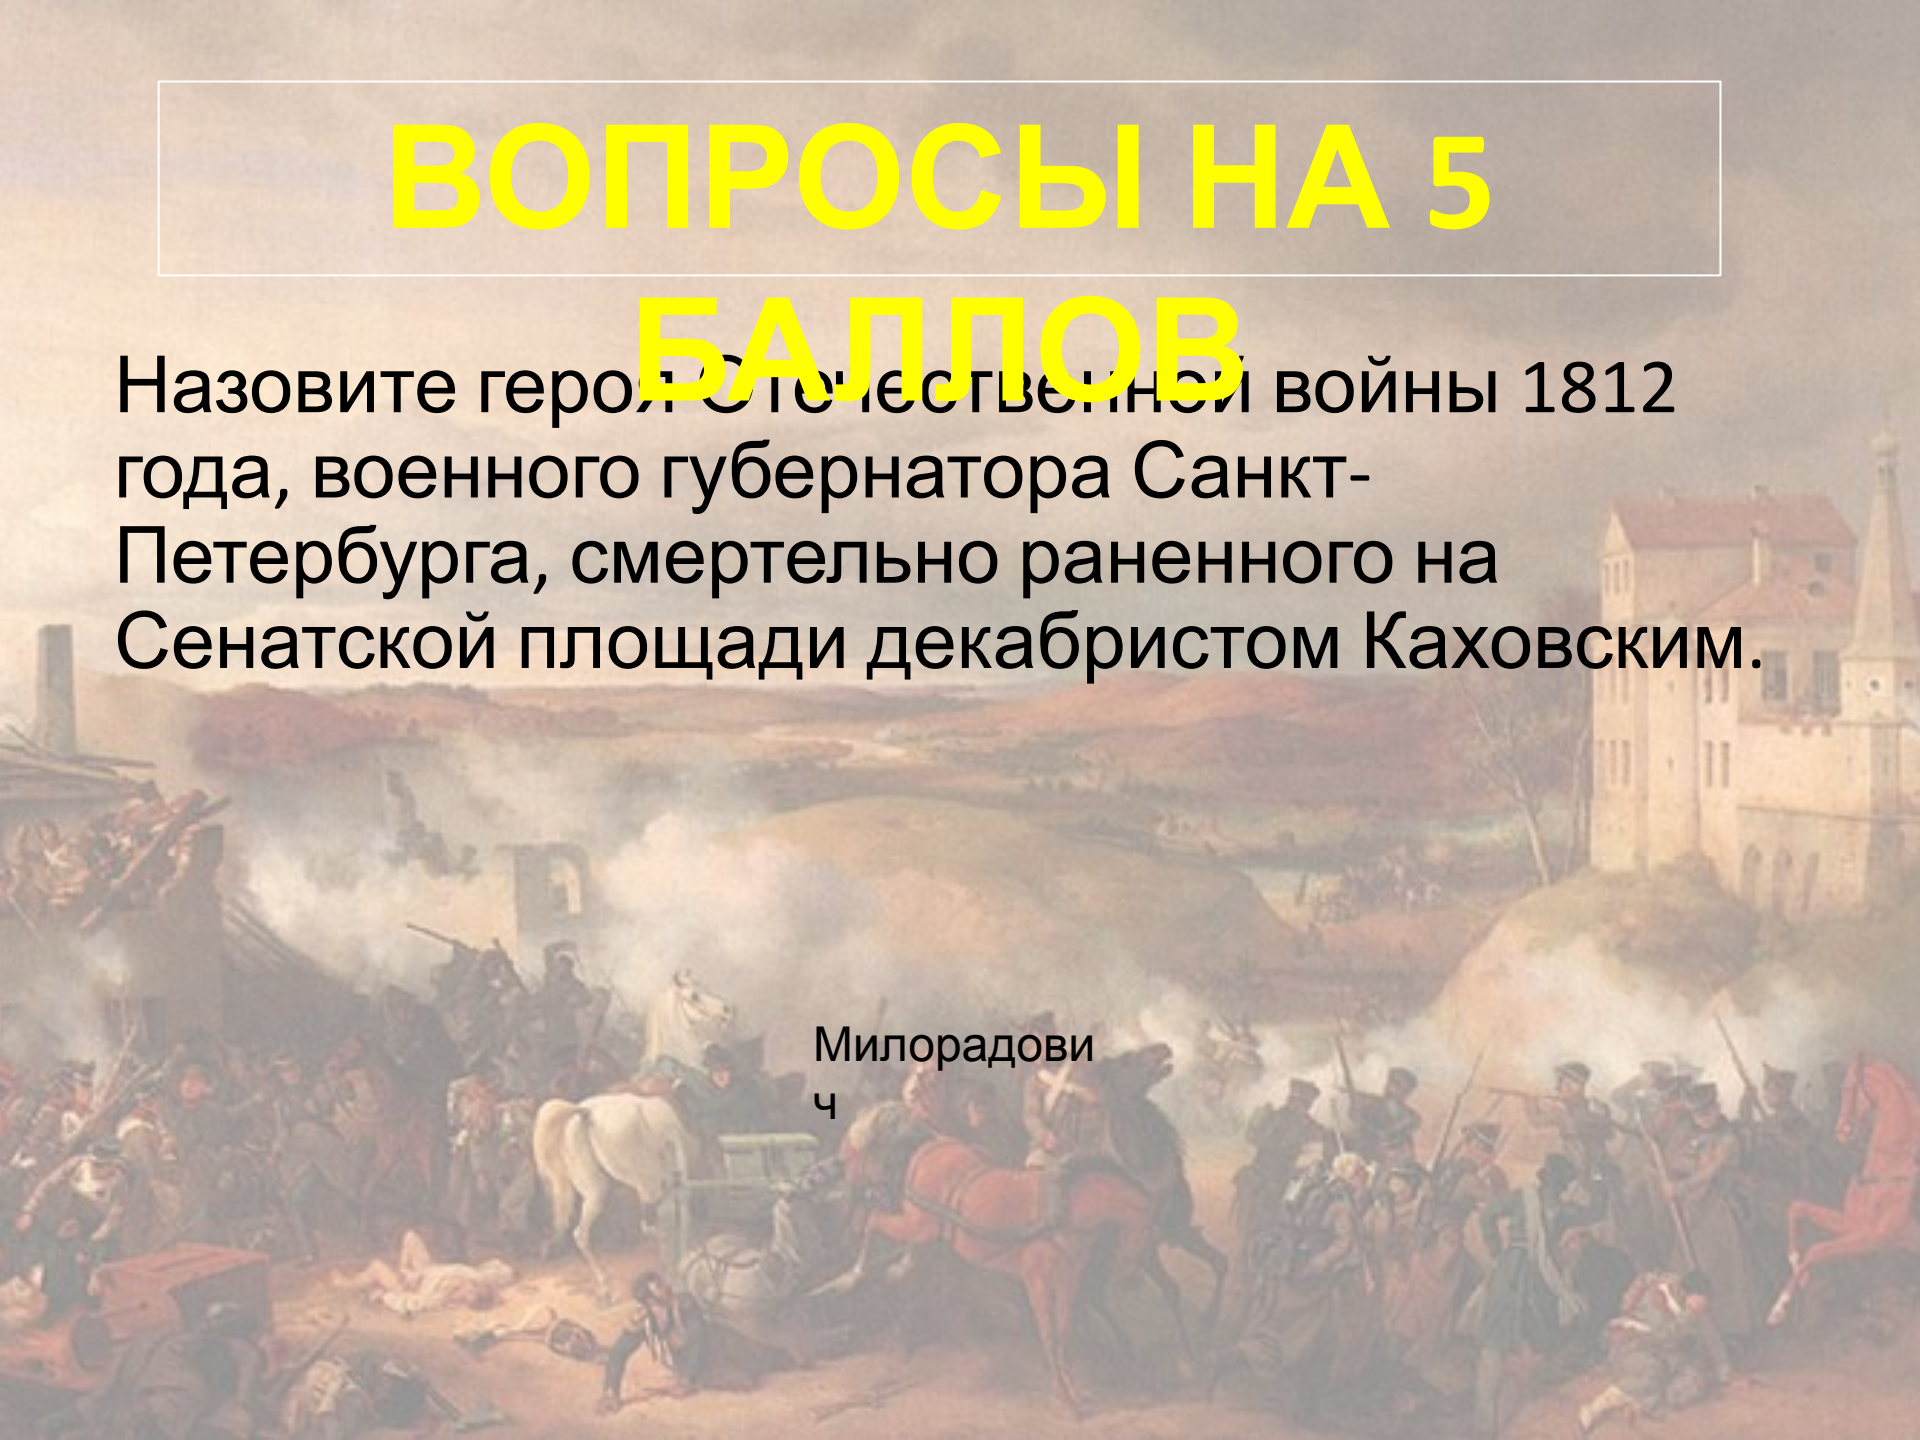 ВОПРОСЫ НА 5
БАЛЛОВ
Назовите героя Отечественной войны 1812
года, военного губернатора Санкт-
Петербурга, смертельно раненного на
Сенатской площади декабристом Каховским.
Милорадови
ч